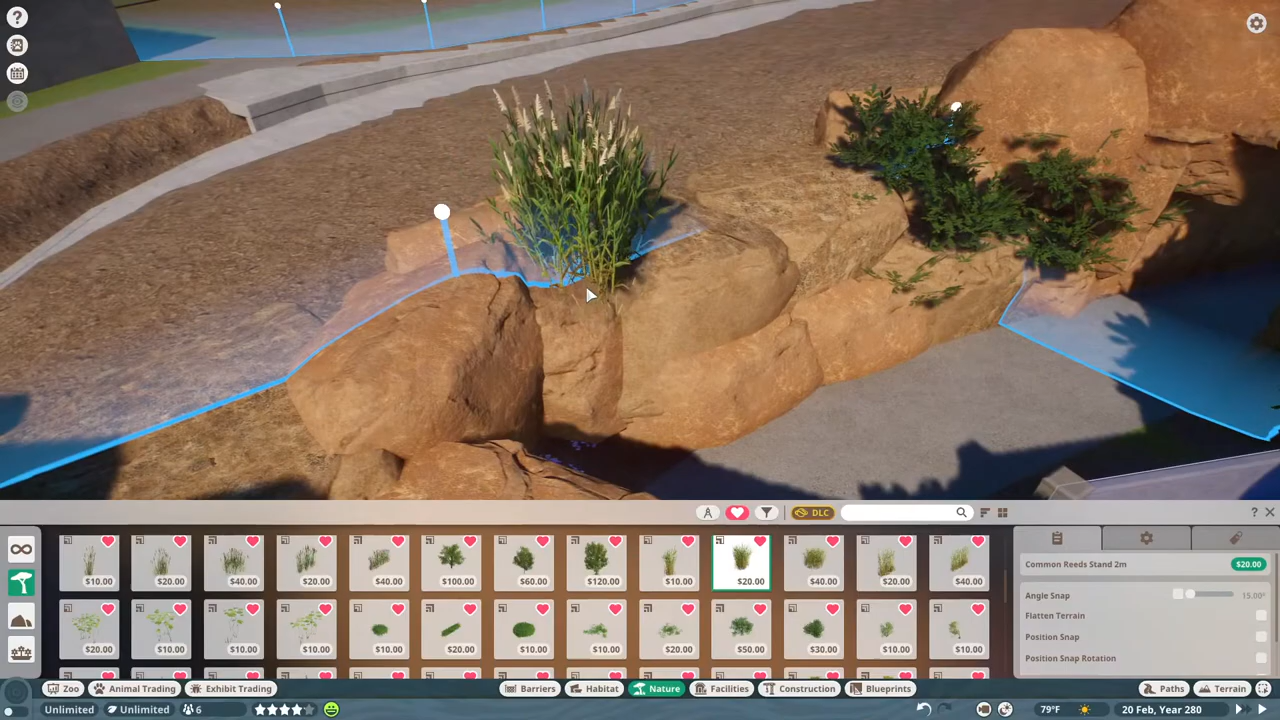 ?
DLC
? ×
$10.00 $20.00 $40.00 $20.00 $40.00 $100.00 $60.00 $120.00 $10.00 $20.00 $40.00 $20.00 $40.00
$20.00 $10.00 $10.00 $10.00 $10.00 $20.00 $10.00 $10.00 $20.00 $50.00 $30.00 $10.00 $10.00
Common Reeds Stand 2m $20.00
Angle Snap 15.00°
Flatten Terrain
Position Snap
Position Snap Rotation
Zoo Animal Trading Exhibit Trading Barriers Habitat Nature Facilities Construction Blueprints Paths Terrain
Unlimited Unlimited 6 79°F 20 Feb, Year 280